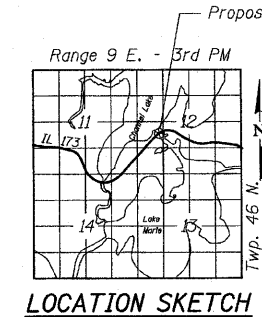 Propos
Range 9 E. - 3rd PM
11
12
Channel Lake
IL 173
N
Twp. 46 N.
14
Lake
Marie
13
LOCATION SKETCH